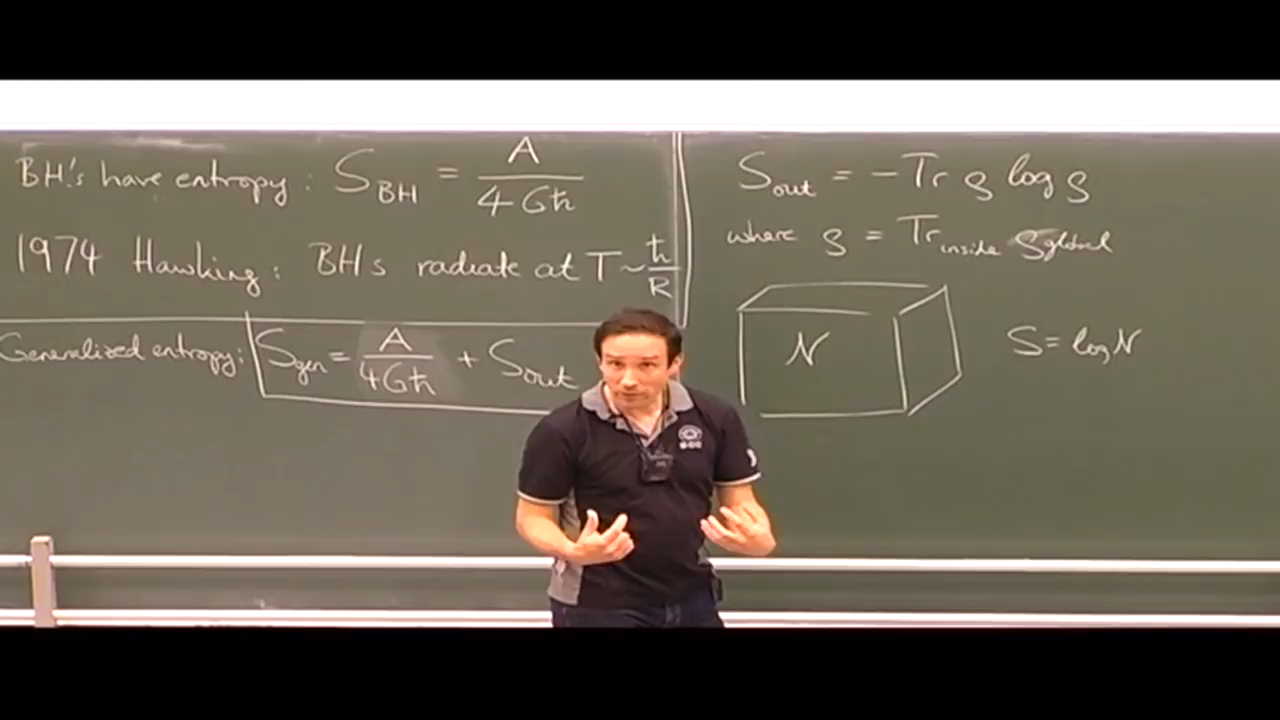 BH's have entropy: S_BH = A / 4Għ
1974 Hawking: BHs radiate at T ~ ħ / R
Generalized entropy: S_gen = A / 4Għ + S_out
S_out = -Tr ρ log ρ
where ρ = Tr_inside ρ_global
N
S = log N